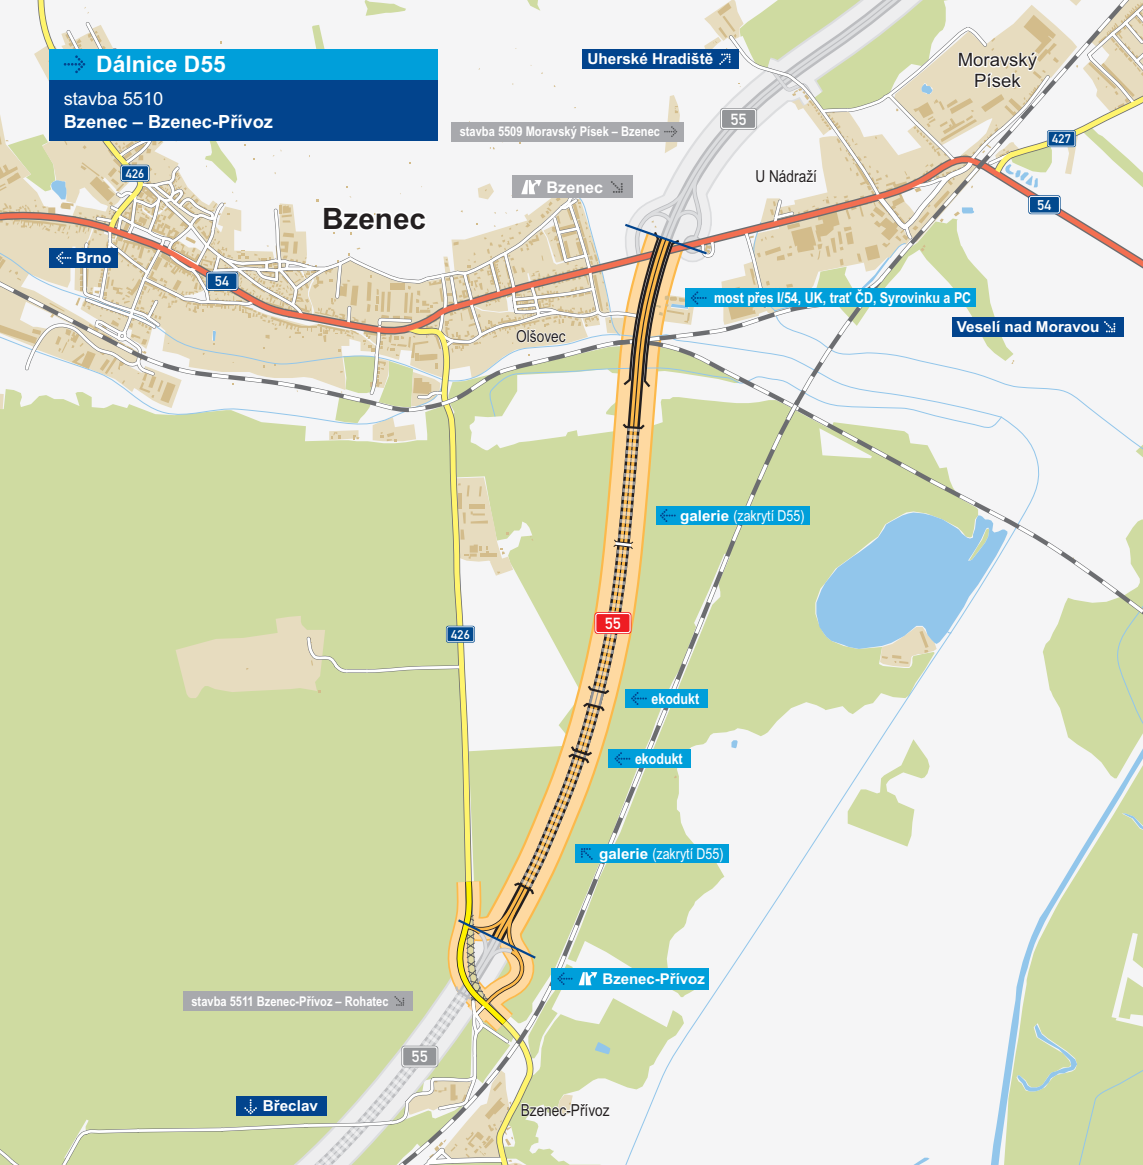 Dálnice D55
stavba 5510
Bzenec – Bzenec-Přívoz
Uherské Hradiště
Moravský
Písek
55
stavba 5509 Moravský Písek – Bzenec
427
426
Bzenec
U Nádraží
54
Bzenec
Brno
54
most přes I/54, UK, trať ČD, Syrovinku a PC
Veselí nad Moravou
Olšovec
galerie (zakrytí D55)
55
426
ekodukt
ekodukt
galerie (zakrytí D55)
Bzenec-Přívoz
stavba 5511 Bzenec-Přívoz – Rohatec
55
Břeclav
Bzenec-Přívoz